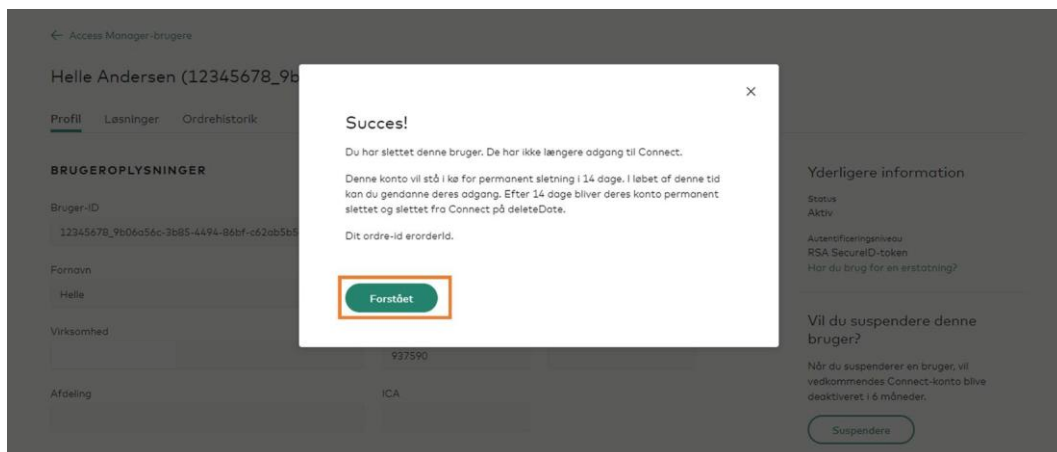 ← Access Manager-brugere
Helle Andersen (12345678_9b
Profil Løsninger Ordrehistorik
BRUGEROPLYSNINGER
Bruger-ID
12345678_9b06a56c-3b85-4494-86bf-c62ab5b5
Fornavn
Helle
Virksomhed
937590
Afdeling
ICA
Succes!
Du har slettet denne bruger. De har ikke længere adgang til Connect.
Denne konto vil stå i kø for permanent sletning i 14 dage. I løbet af denne tid
kan du gendanne deres adgang. Efter 14 dage bliver deres konto permanent
slettet og slettet fra Connect på deleteDate.
Dit ordre-id erorderId.
Forstået
Yderligere information
Status
Aktiv
Autentificeringsniveau
RSA SecureID-token
Har du brug for en erstatning?
Vil du suspendere denne
bruger?
Når du suspenderer en bruger, vil
vedkommendes Connect-konto blive
deaktiveret i 6 måneder.
Suspendere